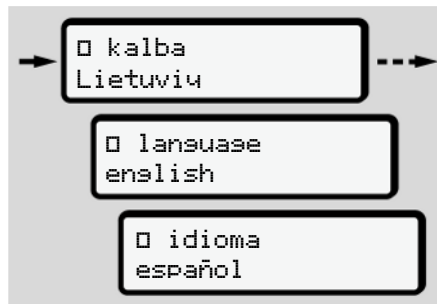 □ kalba
Lietuvių
□ language
english
□ idioma
español